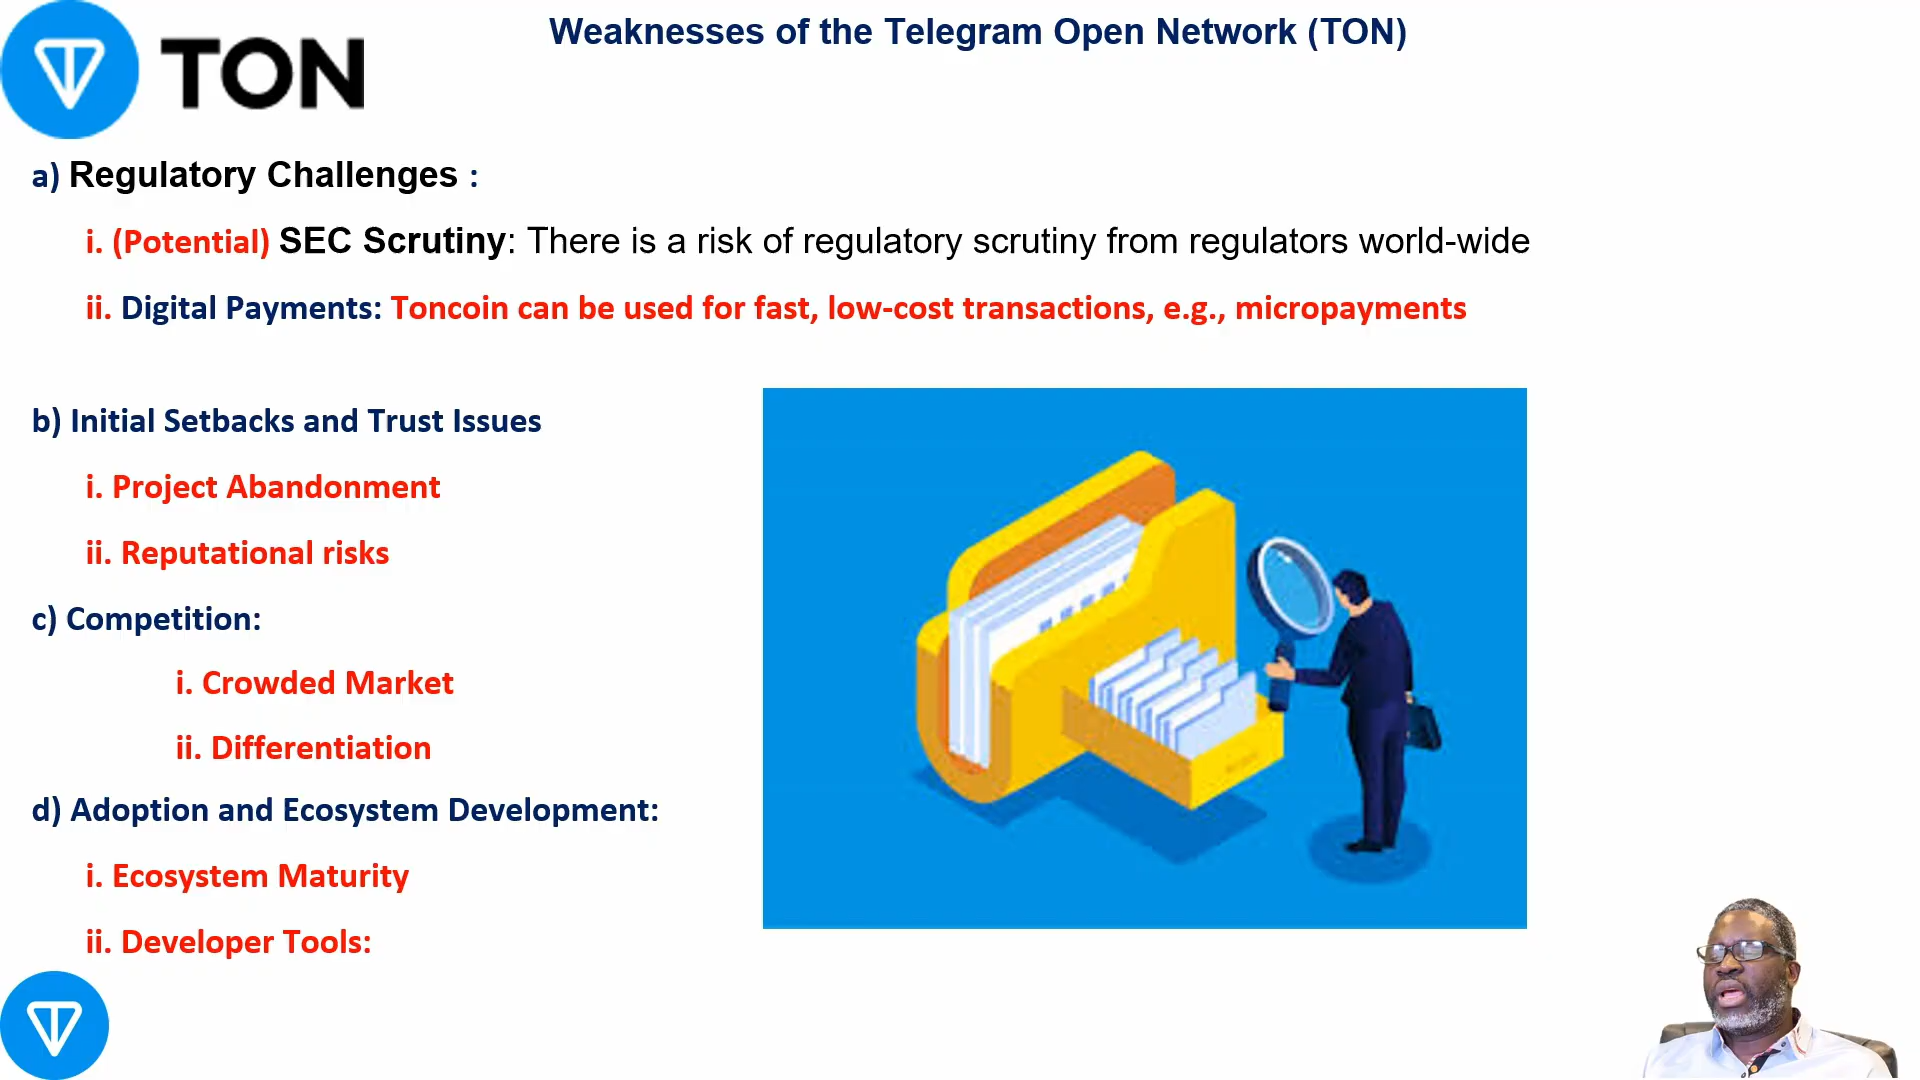 TON
Weaknesses of the Telegram Open Network (TON)
a) Regulatory Challenges :
i. (Potential) SEC Scrutiny: There is a risk of regulatory scrutiny from regulators world-wide
ii. Digital Payments: Toncoin can be used for fast, low-cost transactions, e.g., micropayments
b) Initial Setbacks and Trust Issues
i. Project Abandonment
ii. Reputational risks
c) Competition:
i. Crowded Market
ii. Differentiation
d) Adoption and Ecosystem Development:
i. Ecosystem Maturity
ii. Developer Tools: